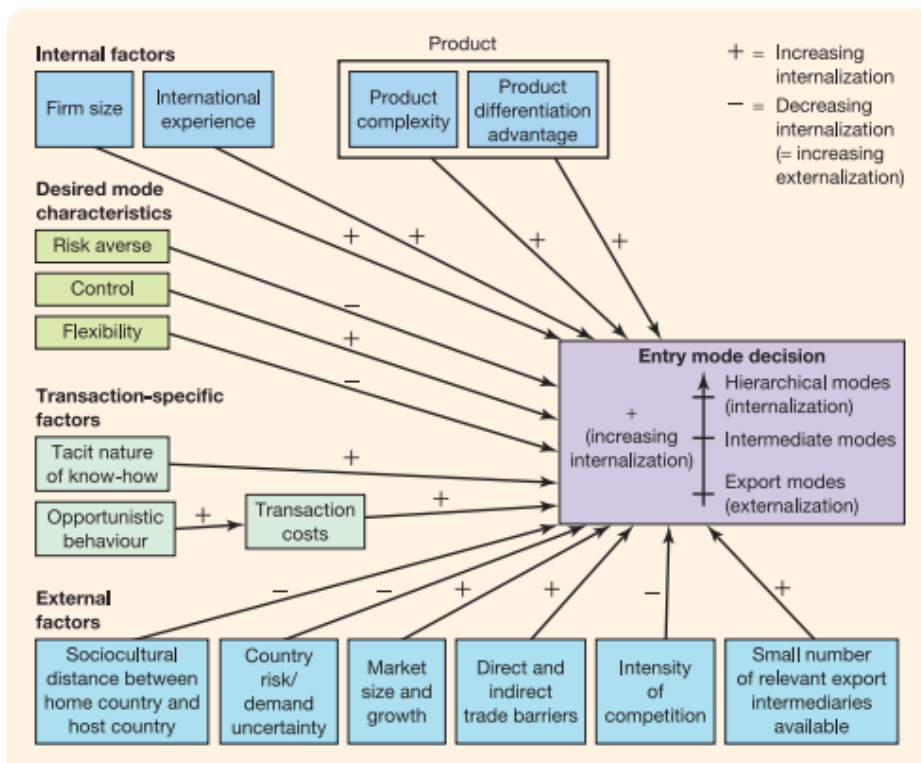 Internal factors
Firm size
International
experience
Product
Product
complexity
Product
differentiation
advantage
+ = Increasing
internalization
− = Decreasing
internalization
(= increasing
externalization)
Desired mode
characteristics
Risk averse
Control
Flexibility
+
+
+
+
−
+
−
Transaction-specific
factors
Tacit nature
of know-how
+
Opportunistic
behaviour
+
Transaction
costs
+
Entry mode decision
+
(increasing
internalization)
Hierarchical modes
(internalization)
Intermediate modes
Export modes
(externalization)
External
factors
−
−
+
+
−
+
Sociocultural
distance between
home country and
host country
Country
risk/
demand
uncertainty
Market
size and
growth
Direct and
indirect
trade barriers
Intensity
of
competition
Small number
of relevant export
intermediaries
available